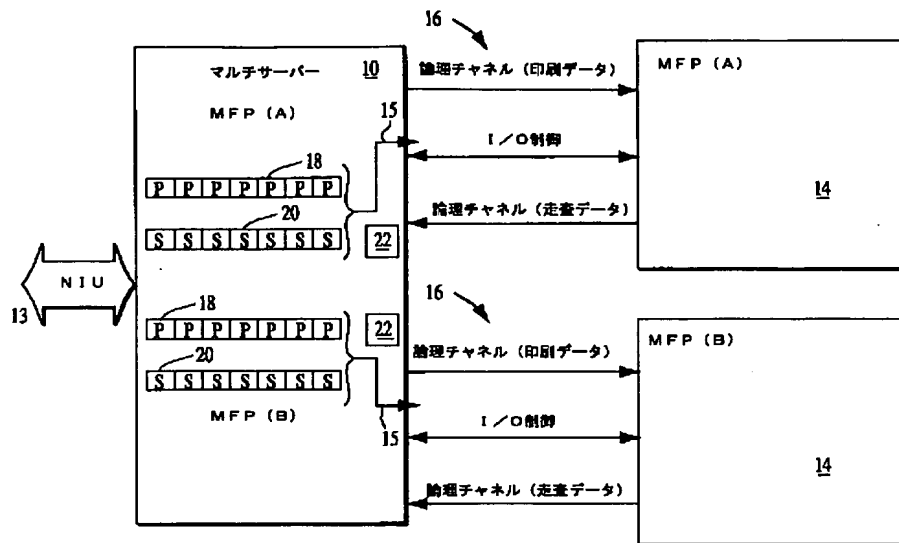 16
マルチサーバー 10
MFP (A)
15
18
P P P P P P P
20
S S S S S S S
22
NIU
13
18
P P P P P P P
22
20
S S S S S S S
MFP (B)
15
論理チャネル (印刷データ)
I/O制御
論理チャネル (走査データ)
MFP (A)
14
16
論理チャネル (印刷データ)
I/O制御
論理チャネル (走査データ)
MFP (B)
14